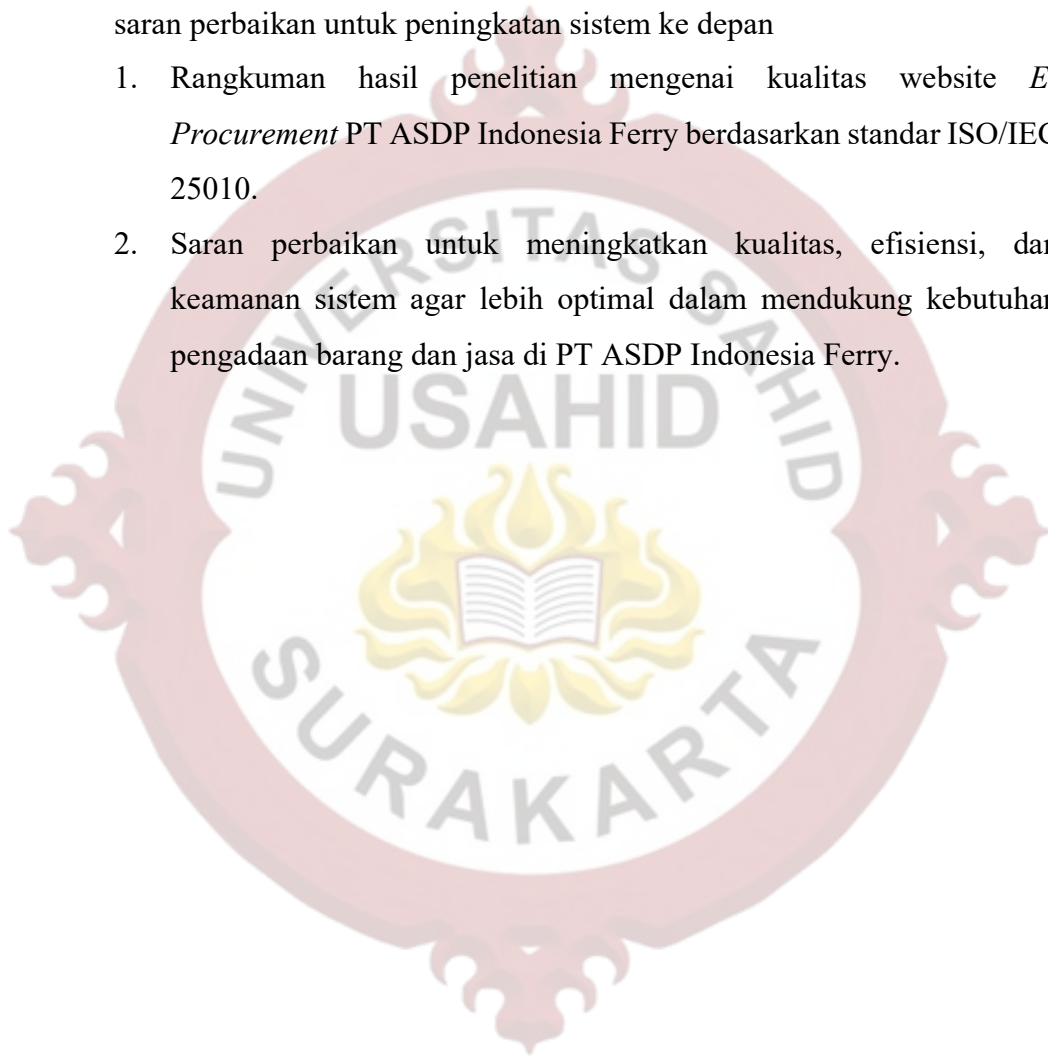 saran perbaikan untuk peningkatan sistem ke depan
1. Rangkuman hasil penelitian mengenai kualitas website E
Procurement PT ASDP Indonesia Ferry berdasarkan standar ISO/IEC
25010.
2. Saran perbaikan untuk meningkatkan kualitas, efisiensi, dan
keamanan sistem agar lebih optimal dalam mendukung kebutuhan
pengadaan barang dan jasa di PT ASDP Indonesia Ferry.
UNIVERSITAS SAHID
USAHID
SURAKARTA